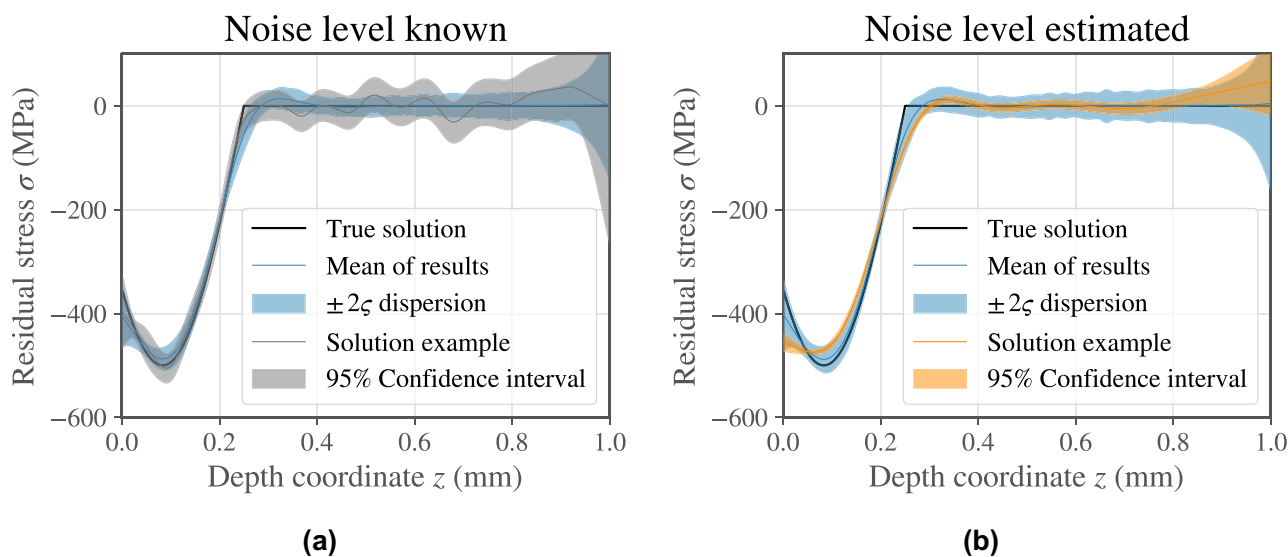 Noise level known
Residual stress σ (MPa)
0
−200
−400
−600
True solution
Mean of results
±2ς dispersion
Solution example
95% Confidence interval
0.0 0.2 0.4 0.6 0.8 1.0
Depth coordinate z (mm)
(a)
Noise level estimated
Residual stress σ (MPa)
0
−200
−400
−600
True solution
Mean of results
±2ς dispersion
Solution example
95% Confidence interval
0.0 0.2 0.4 0.6 0.8 1.0
Depth coordinate z (mm)
(b)